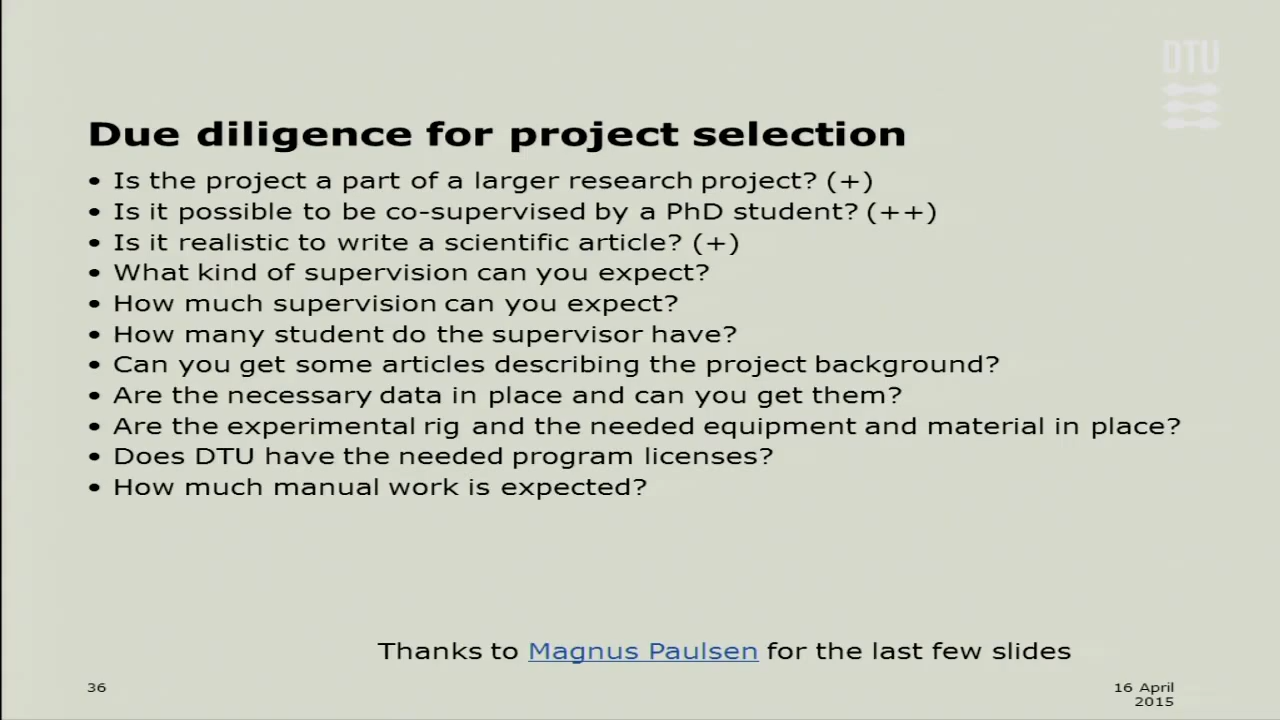 DTU
Due diligence for project selection
• Is the project a part of a larger research project? (+)
• Is it possible to be co-supervised by a PhD student? (++)
• Is it realistic to write a scientific article? (+)
• What kind of supervision can you expect?
• How much supervision can you expect?
• How many student do the supervisor have?
• Can you get some articles describing the project background?
• Are the necessary data in place and can you get them?
• Are the experimental rig and the needed equipment and material in place?
• Does DTU have the needed program licenses?
• How much manual work is expected?
Thanks to Magnus Paulsen for the last few slides
36
16 April
2015